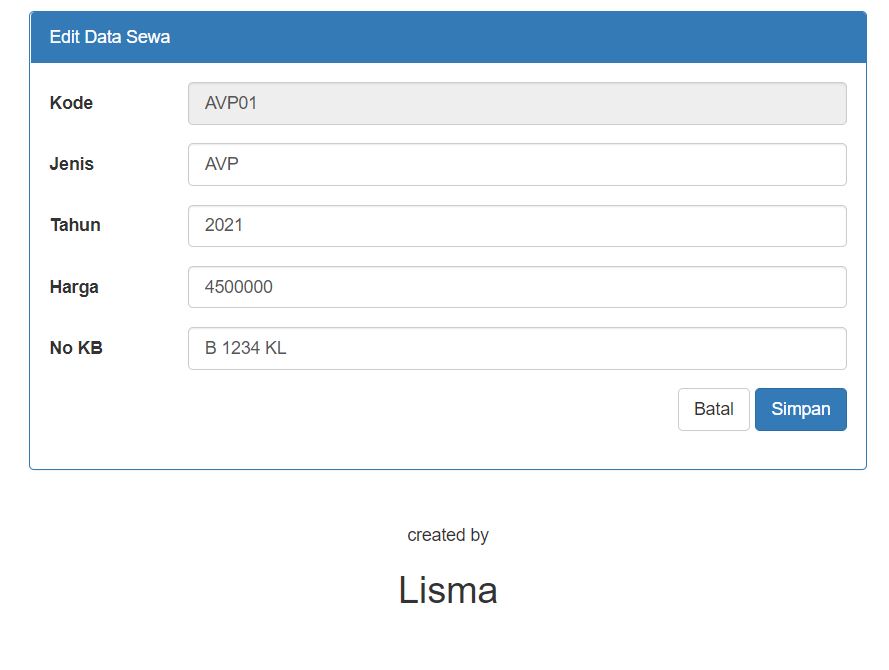 Edit Data Sewa
Kode AVP01
Jenis AVP
Tahun 2021
Harga 4500000
No KB B 1234 KL
Batal Simpan
created by
Lisma